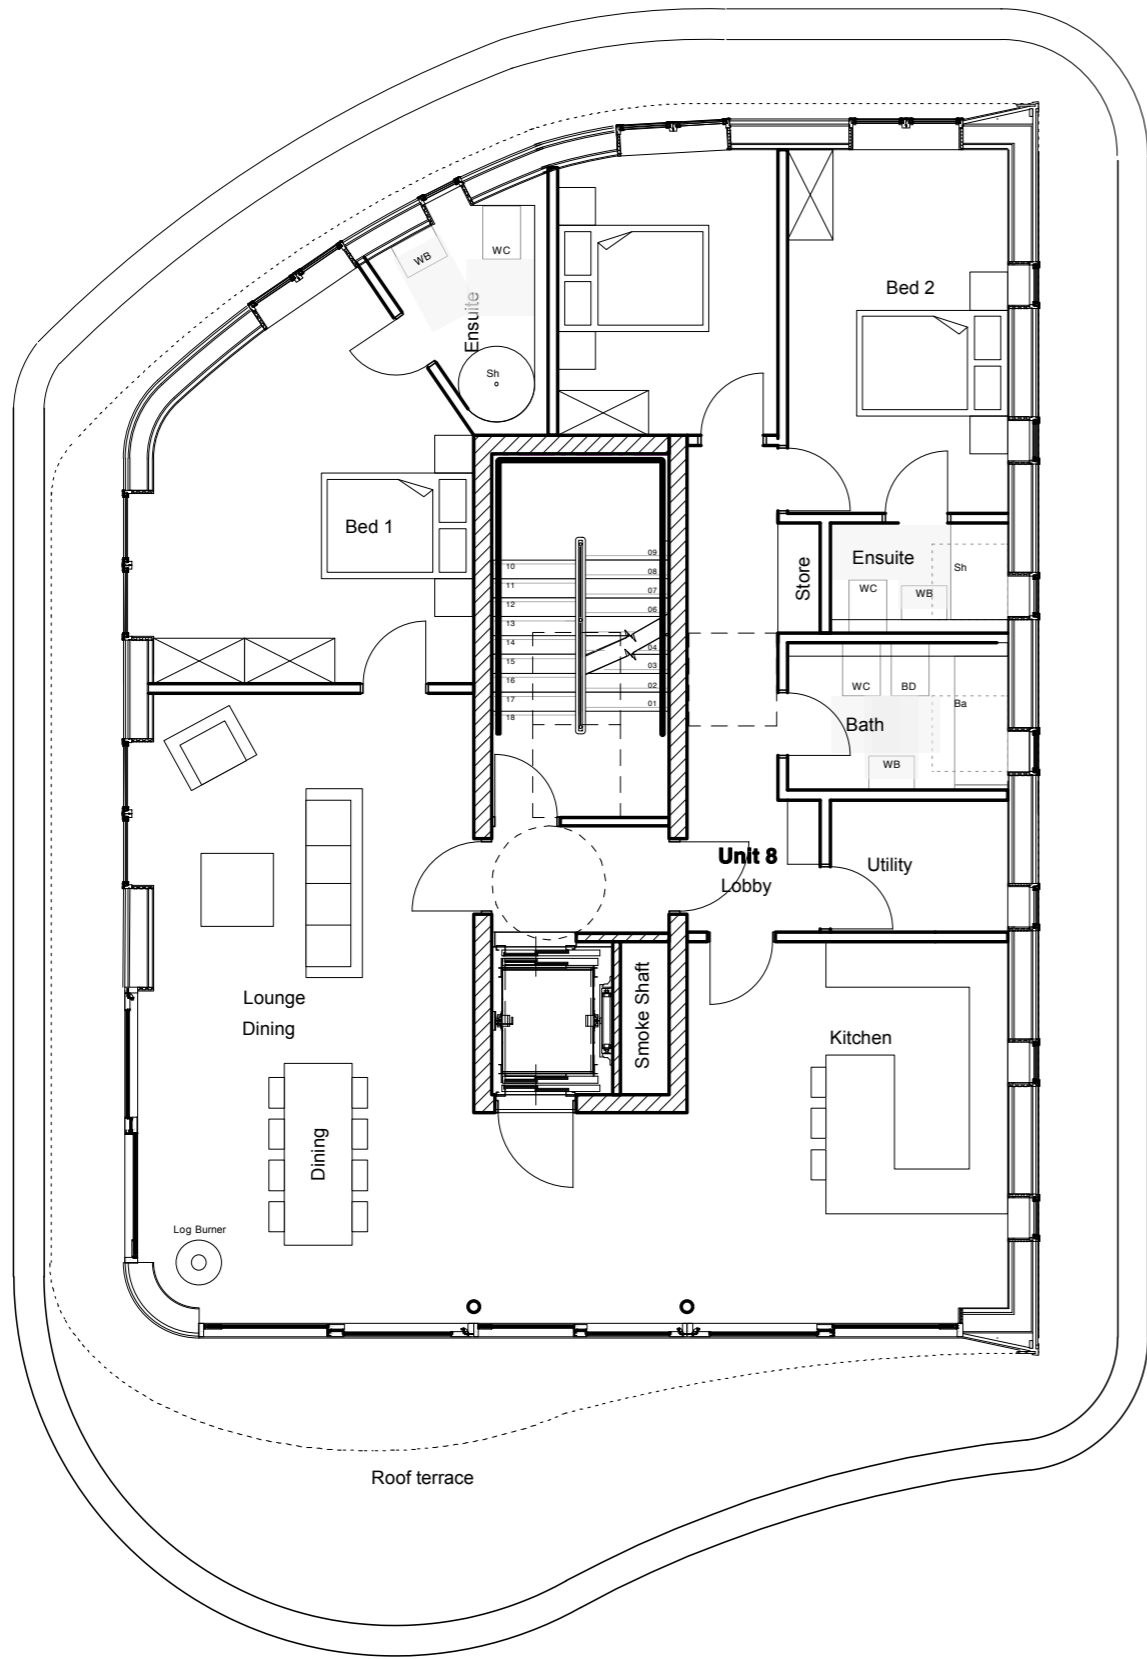 WB
WC
Ensuite
Sh
Bed 2
Bed 1
09
10
08
11
07
12
06
13
14
04
15
03
16
02
17
01
18
Store
Ensuite
Sh
WC
WB
WC
BD
Ba
Bath
WB
Unit 8
Lobby
Utility
Lounge
Dining
Smoke Shaft
Kitchen
Dining
Log Burner
Roof terrace